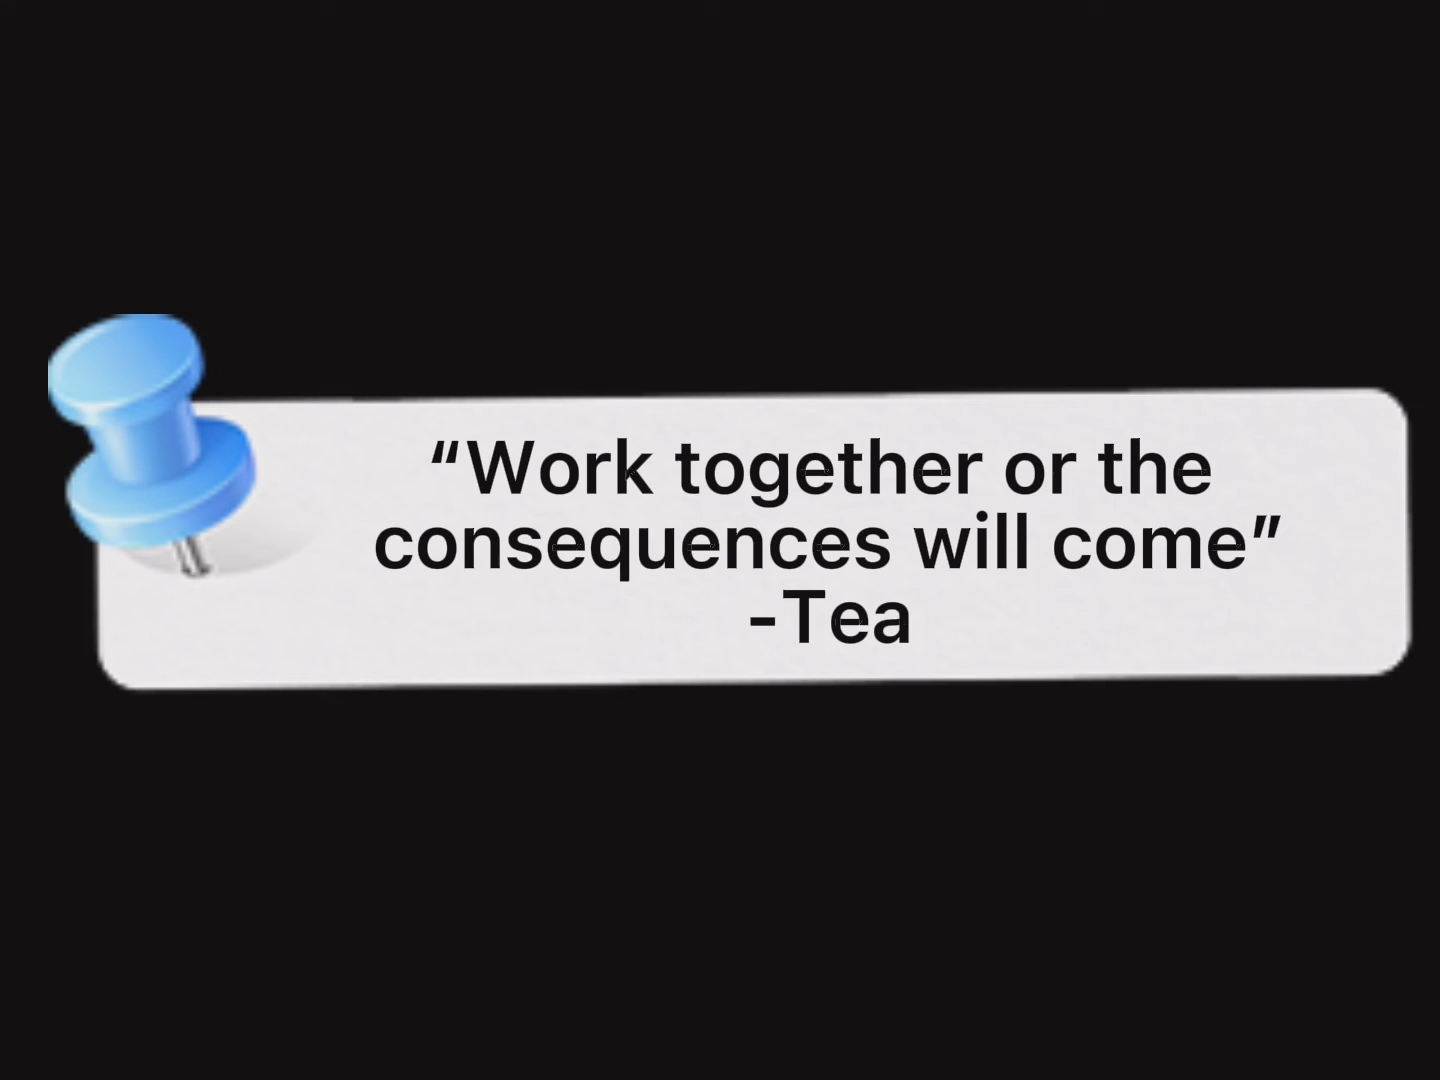 “Work together or the
consequences will come”
-Tea